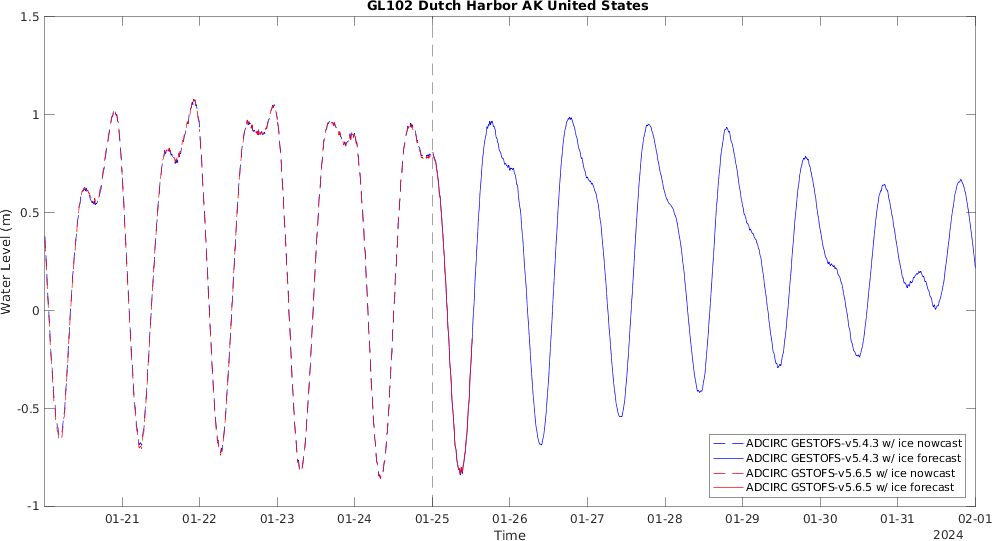 GL102 Dutch Harbor AK United States
1.5
1
0.5
0
-0.5
-1
Water Level (m)
01-21 01-22 01-23 01-24 01-25 01-26 01-27 01-28 01-29 01-30 01-31 02-01
Time
2024
ADCIRC GESTOFS-v5.4.3 w/ ice nowcast
ADCIRC GESTOFS-v5.4.3 w/ ice forecast
ADCIRC GSTOFS-v5.6.5 w/ ice nowcast
ADCIRC GSTOFS-v5.6.5 w/ ice forecast